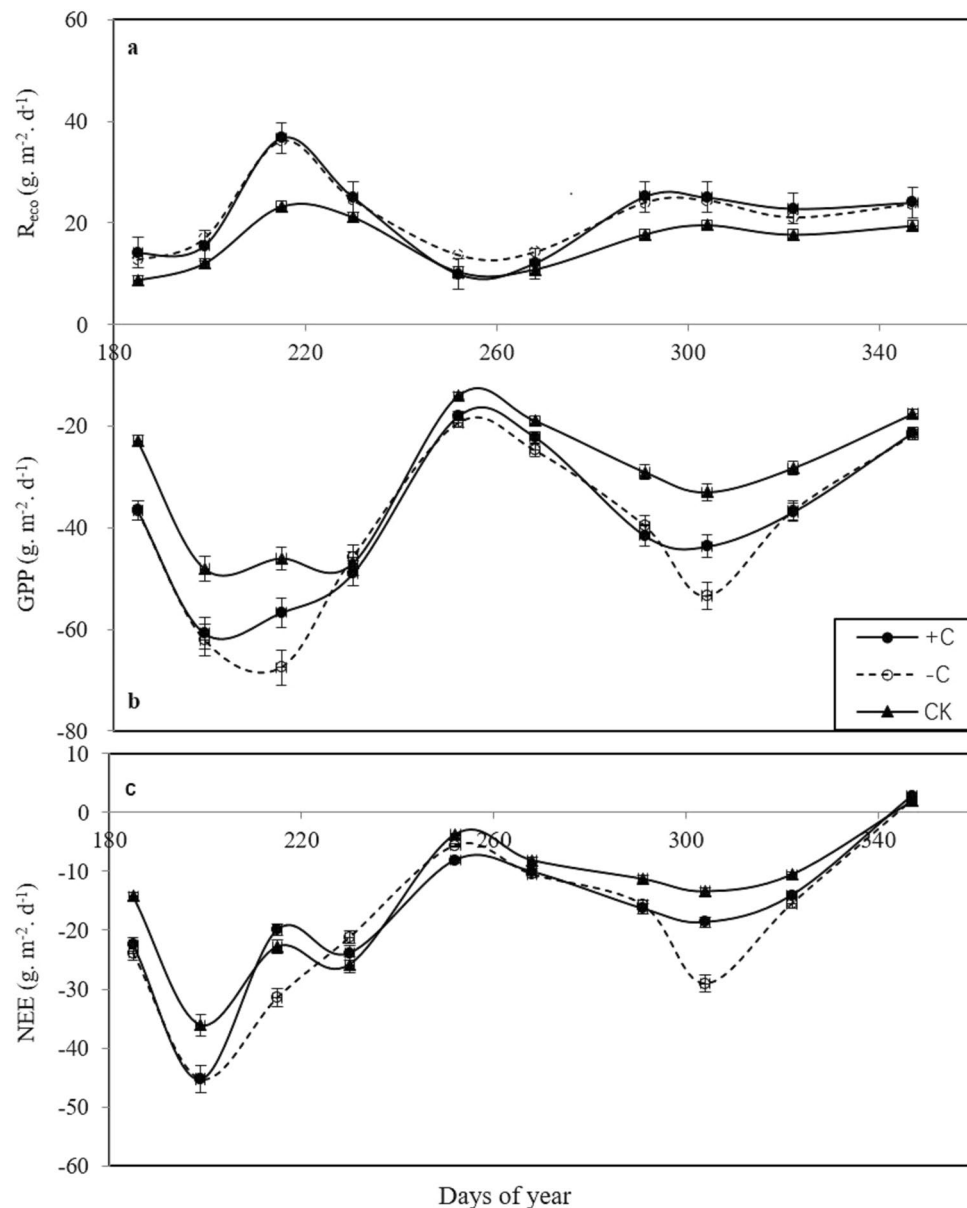 60
a
40
20
0
R_eco (g. m⁻². d⁻¹)
180 220 260 300 340
-20
-40
-60
-80
GPP (g. m⁻². d⁻¹)
b
+C
-C
CK
10
c
0
180 220 260 300 340
-10
-20
-30
-40
-50
-60
NEE (g. m⁻². d⁻¹)
Days of year